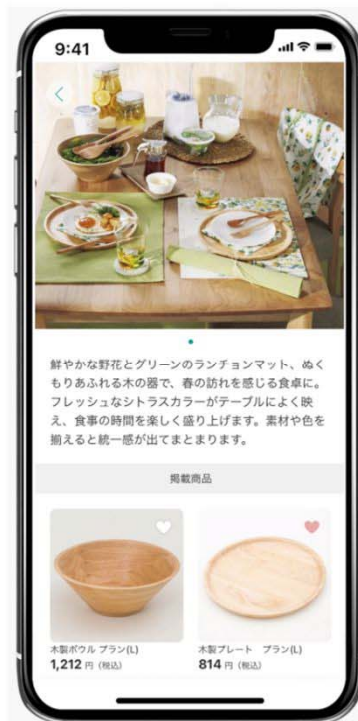 9:41
鮮やかな野花とグリーンのランチョンマット、ぬく
もりあふれる木の器で、春の訪れを感じる食卓に。
フレッシュなシトラスカラーがテーブルによく映
え、食事の時間を楽しく盛り上げます。素材や色を
揃えると統一感が出てまとまります。
掲載商品
木製ボウル プラン(L)
1,212 円（税込）
木製プレート　プラン(L)
814 円（税込）